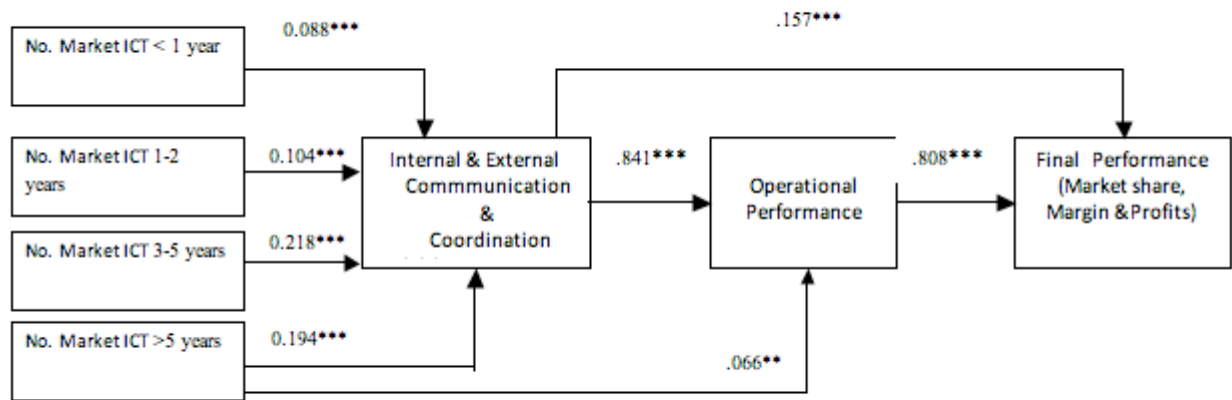 0.088***
.157***
No. Market ICT < 1 year
No. Market ICT 1-2
years
0.104***
Internal & External
Commmunication
&
Coordination
.841***
Operational
Performance
.808***
Final Performance
(Market share,
Margin &Profits)
No. Market ICT 3-5 years
0.218***
No. Market ICT >5 years
0.194***
.066**